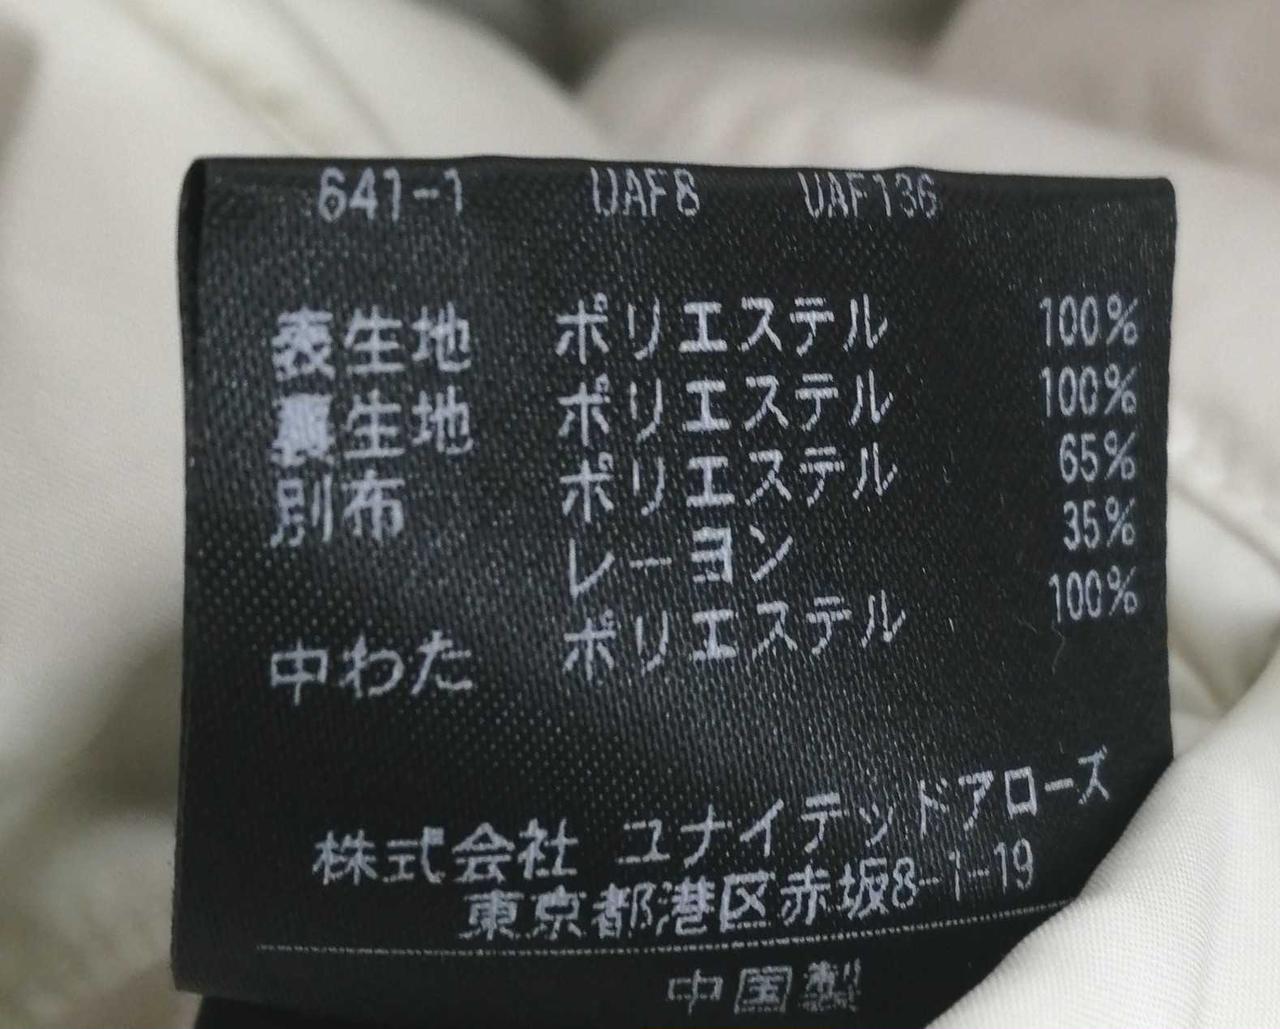 641-1 UAF8 UAF136
表生地 ポリエステル 100%
裏生地 ポリエステル 100%
別布 ポリエステル 65%
レーヨン 35%
中わた ポリエステル 100%
株式会社 ユナイテッドアローズ
東京都港区赤坂8-1-19
中国製